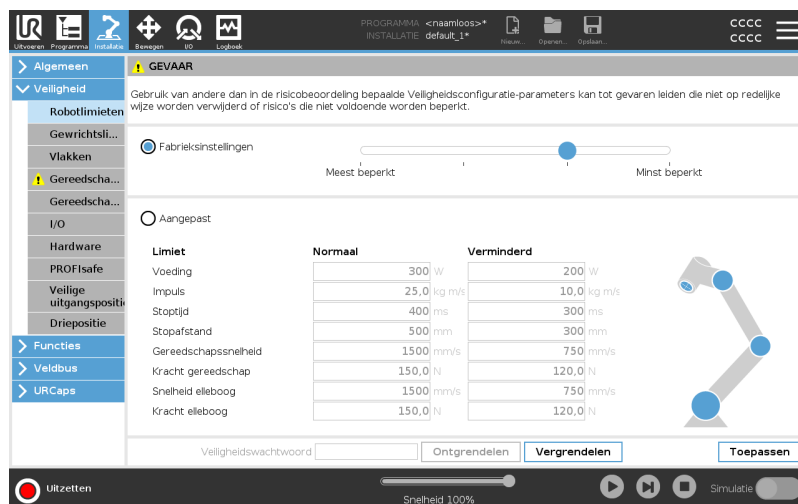 PROGRAMMA <naamloos>*
INSTALLATIE default_1*
Uitvoeren Programma Installatie Bewegen I/O Logboek
Nieuw... Openen... Opslaan...
CCCC
CCCC
Algemeen
Veiligheid
Robotlimieten
Gewrichtsli...
Vlakken
Gereedscha...
Gereedscha...
I/O
Hardware
PROFIsafe
Veilige
uitgangspositi
Driepositie
Functies
Veldbus
URCaps
GEVAAR
Gebruik van andere dan in de risicobeoordeling bepaalde Veiligheidsconfiguratie-parameters kan tot gevaren leiden die niet op redelijke
wijze worden verwijderd of risico's die niet voldoende worden beperkt.
Fabrieksinstellingen
Meest beperkt Minst beperkt
Aangepast
Limiet Normaal Verminderd
Voeding 300 W 200 W
Impuls 25,0 kg m/s 10,0 kg m/s
Stoptijd 400 ms 300 ms
Stopafstand 500 mm 300 mm
Gereedschapssnelheid 1500 mm/s 750 mm/s
Kracht gereedschap 150,0 N 120,0 N
Snelheid elleboog 1500 mm/s 750 mm/s
Kracht elleboog 150,0 N 120,0 N
Veiligheidswachtwoord Ontgrendelen Vergrendelen Toepassen
Uitzetten
Snelheid 100%
Simulatie